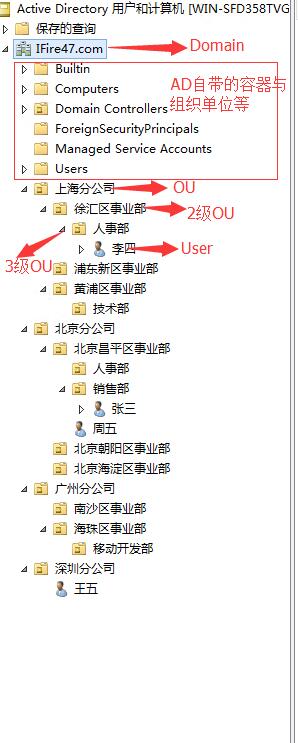 Active Directory 用户和计算机 [WIN-SFD358TVG
保存的查询
IFire47.com Domain
Builtin
Computers AD自带的容器与
Domain Controllers 组织单位等
ForeignSecurityPrincipals
Managed Service Accounts
Users
上海分公司 OU
徐汇区事业部 2级OU
人事部
李四 User
3级OU 浦东新区事业部
黄浦区事业部
技术部
北京分公司
北京昌平区事业部
人事部
销售部
张三
周五
北京朝阳区事业部
北京海淀区事业部
广州分公司
南沙区事业部
海珠区事业部
移动开发部
深圳分公司
王五